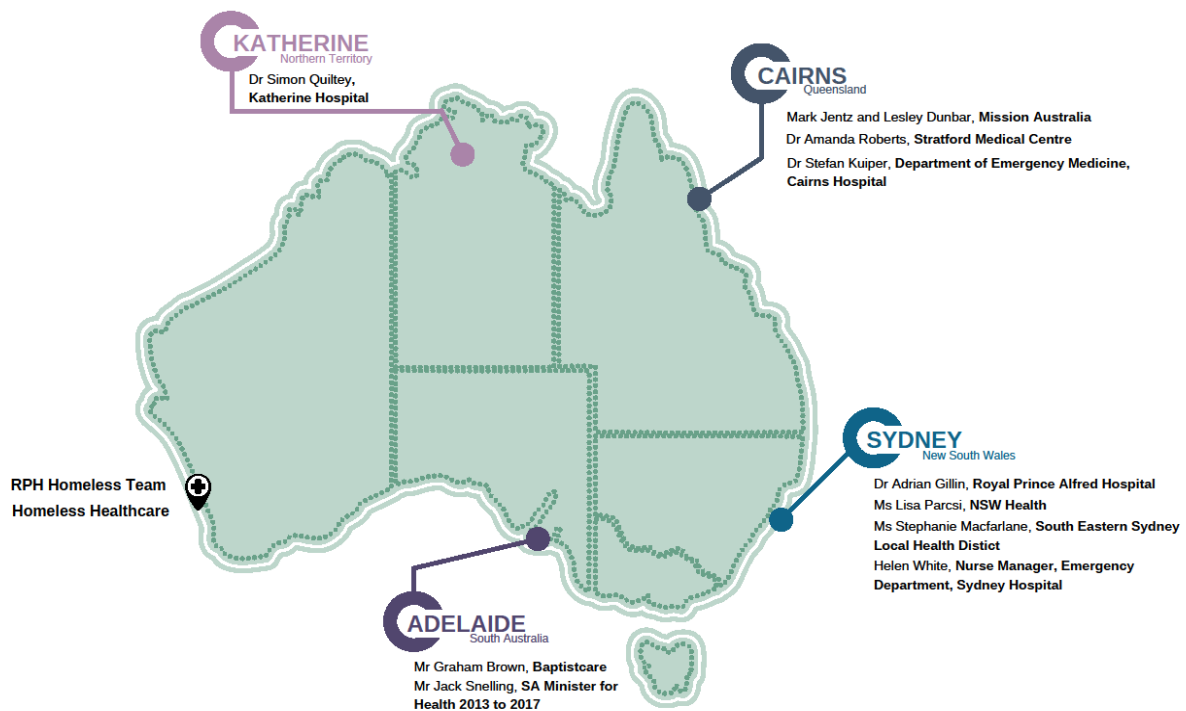 KATHERINE
Northern Territory
Dr Simon Quiltey,
Katherine Hospital
CAIRNS
Queensland
Mark Jentz and Lesley Dunbar, Mission Australia
Dr Amanda Roberts, Stratford Medical Centre
Dr Stefan Kuiper, Department of Emergency Medicine,
Cairns Hospital
SYDNEY
New South Wales
Dr Adrian Gillin, Royal Prince Alfred Hospital
Ms Lisa Parcsi, NSW Health
Ms Stephanie Macfarlane, South Eastern Sydney
Local Health Distict
Helen White, Nurse Manager, Emergency
Department, Sydney Hospital
RPH Homeless Team
Homeless Healthcare
ADELAIDE
South Australia
Mr Graham Brown, Baptistcare
Mr Jack Snelling, SA Minister for
Health 2013 to 2017